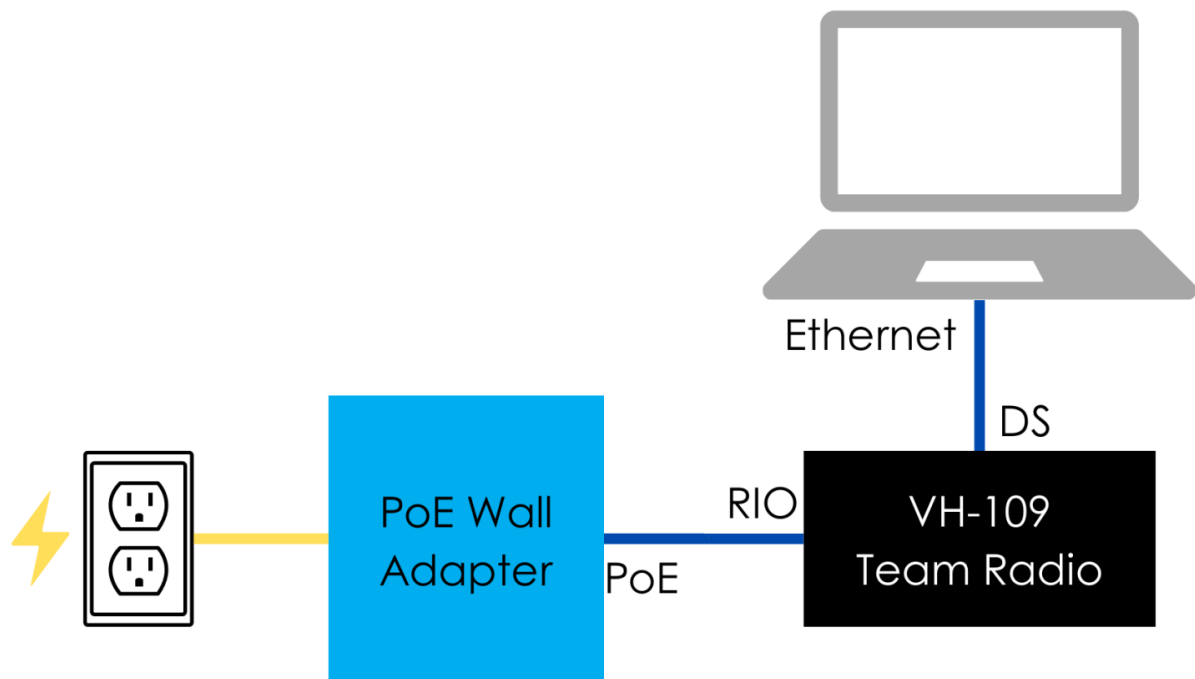 Ethernet
DS
PoE Wall
Adapter
PoE
RIO
VH-109
Team Radio